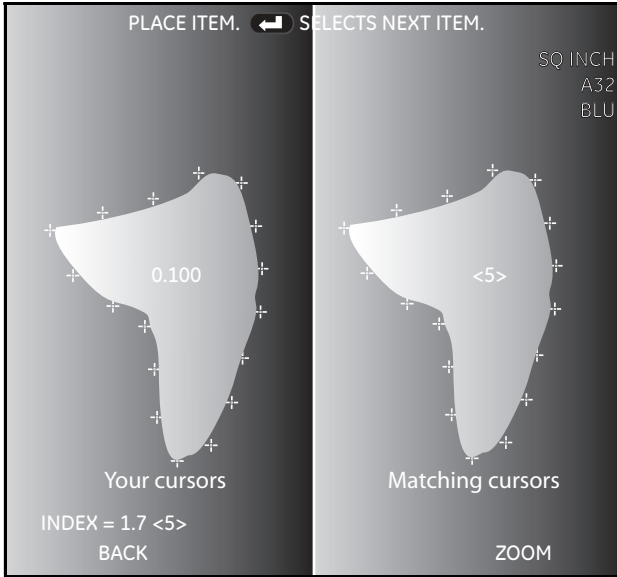 PLACE ITEM. SELECTS NEXT ITEM.
SQ INCH
A32
BLU
0.100
<5>
Your cursors
Matching cursors
INDEX = 1.7 <5>
BACK
ZOOM